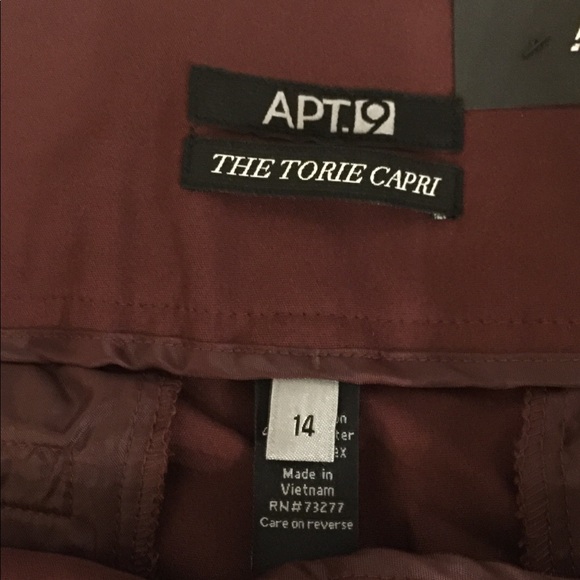 APT.9
THE TORIE CAPRI
14
Made in
Vietnam
RN#73277
Care on reverse